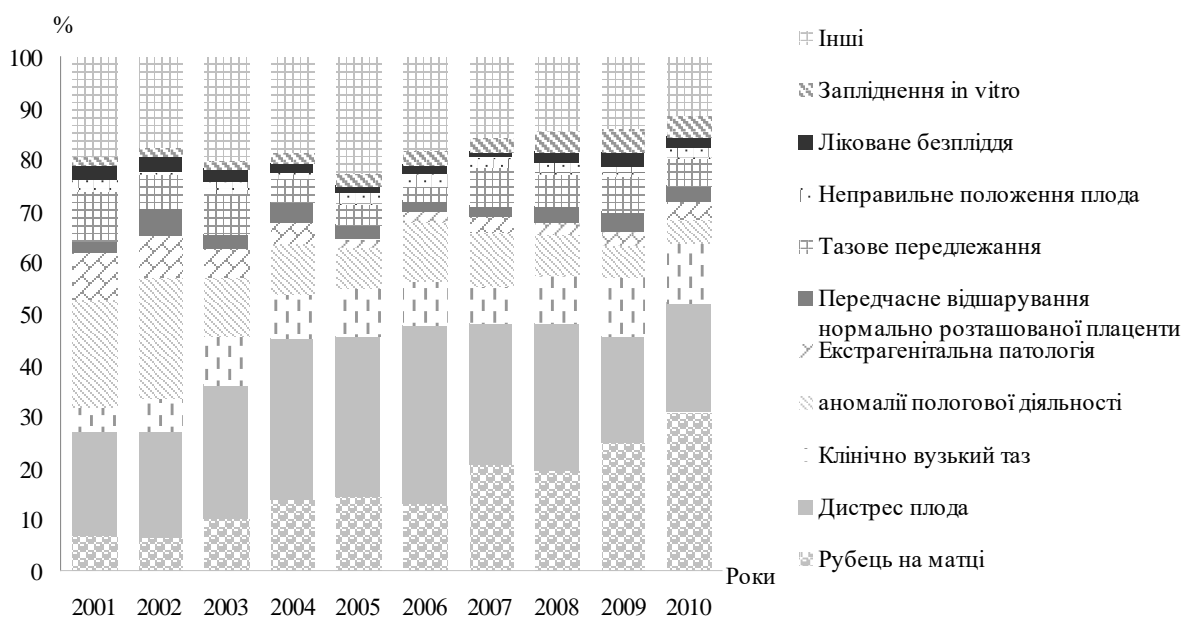 %
100
90
80
70
60
50
40
30
20
10
0
2001 2002 2003 2004 2005 2006 2007 2008 2009 2010
Роки
Інші
Запліднення in vitro
Ліковане безпліддя
Неправильне положення плода
Тазове передлежання
Передчасне відшарування
нормально розташованої плаценти
Екстрагенітальна патологія
аномалії пологової діяльності
Клінічно вузький таз
Дистрес плода
Рубець на матці